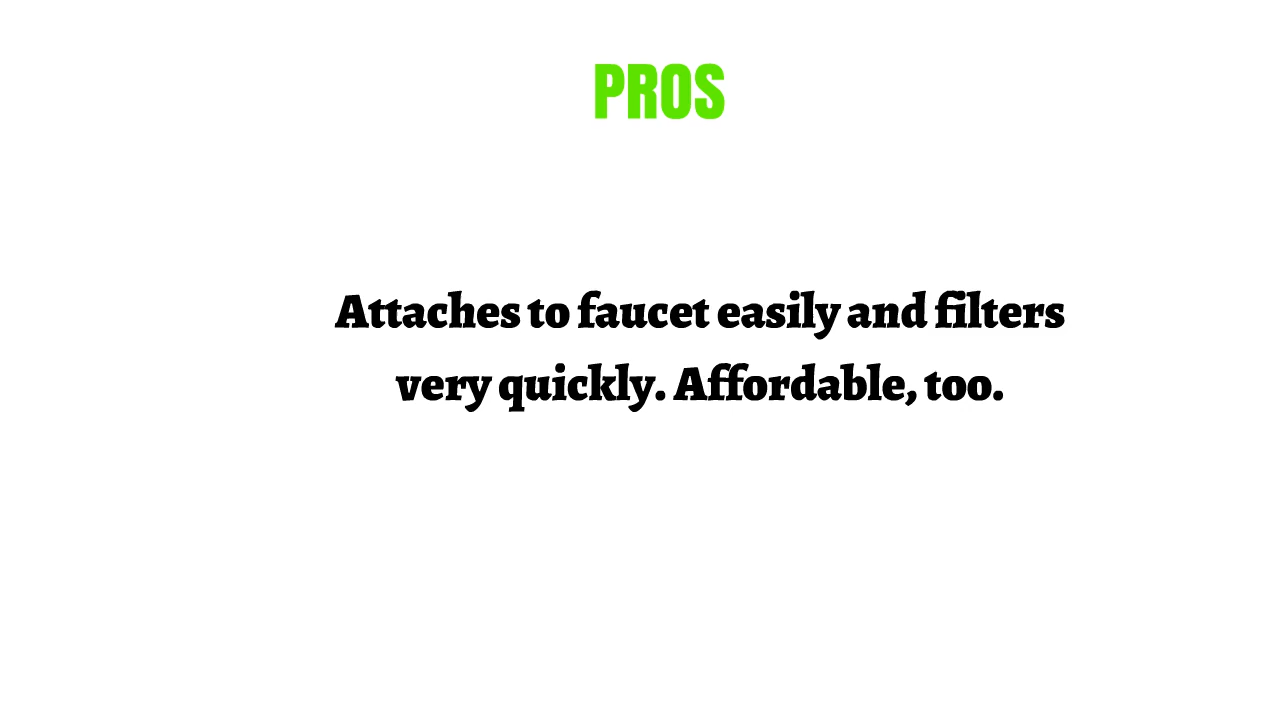 PROS
Attaches to faucet easily and filters
very quickly. Affordable, too.